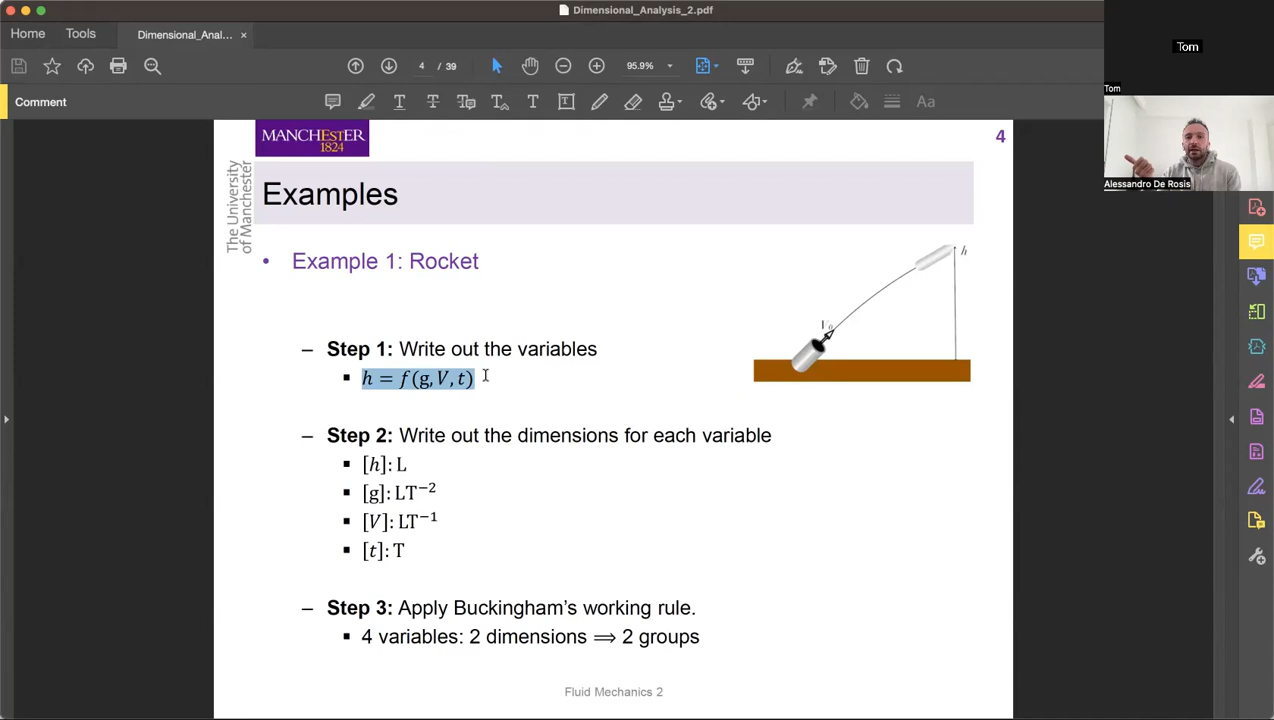 Dimensional_Analysis_2.pdf
Home
Tools
Dimensional_Anal...
×
4 / 39
95.9%
Comment
Aa
Tom
Tom
Alessandro De Rosis
MANCHESTER
1824
The University
of Manchester
4
Examples
• Example 1: Rocket
h
– Step 1: Write out the variables
▪ h = f(g, V, t)
– Step 2: Write out the dimensions for each variable
▪ [h]: L
▪ [g]: LT⁻²
▪ [V]: LT⁻¹
▪ [t]: T
– Step 3: Apply Buckingham's working rule.
▪ 4 variables: 2 dimensions ⟹ 2 groups
Fluid Mechanics 2